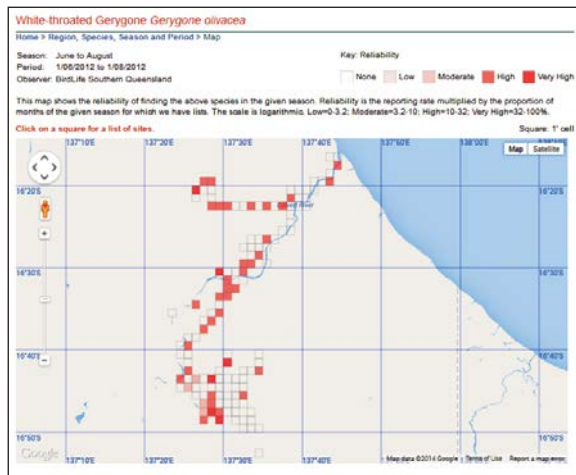 White-throated Gerygone Gerygone olivacea
Home > Region, Species, Season and Period > Map
Season: June to August
Period: 1/06/2012 to 1/08/2012
Observer: BirdLife Southern Queensland
Key: Reliability
None Low Moderate High Very High
This map shows the reliability of finding the above species in the given season. Reliability is the reporting rate multiplied by the proportion of
months of the given season for which we have lists. The scale is logarithmic. Low=0-3.2; Moderate=3.2-10; High=10-32; Very High=32-100%.
Click on a square for a list of sites.
Square: 1' cell
137°10'E 137°20'E 137°30'E 137°40'E 137°50'E 138°00'E 138°10'E
Map Satellite
16°20'S 16°20'S
River
16°30'S 16°30'S
16°40'S 16°40'S
16°50'S 16°50'S
Google
Map data ©2014 Google Terms of Use Report a map error
137°10'E 137°20'E 137°30'E 137°40'E 137°50'E 138°00'E 138°10'E